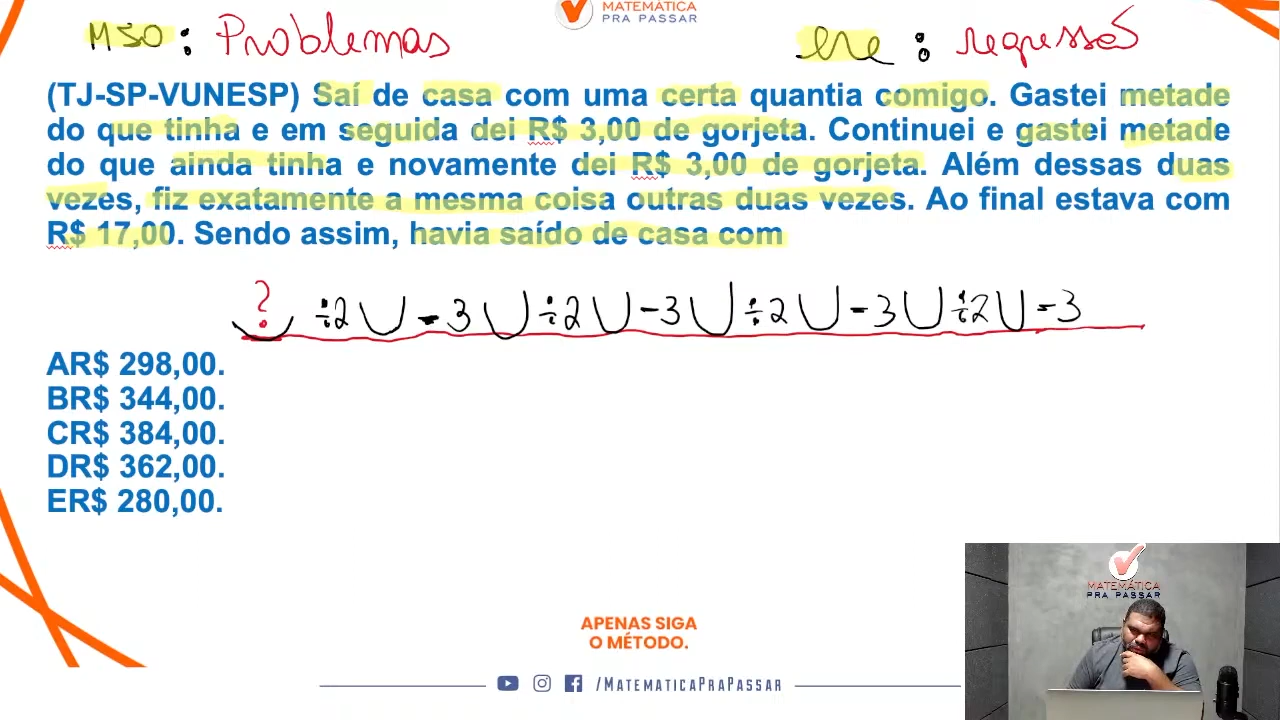 MATEMÁTICA
PRA PASSAR
MSO: Problemas
ere: regressés
(TJ-SP-VUNESP) Saí de casa com uma certa quantia comigo. Gastei metade
do que tinha e em seguida dei R$ 3,00 de gorjeta. Continuei e gastei metade
do que ainda tinha e novamente dei R$ 3,00 de gorjeta. Além dessas duas
vezes, fiz exatamente a mesma coisa outras duas vezes. Ao final estava com
R$ 17,00. Sendo assim, havia saído de casa com
? ÷2 -3 ÷2 -3 ÷2 -3 ÷2 -3
AR$ 298,00.
BR$ 344,00.
CR$ 384,00.
DR$ 362,00.
ER$ 280,00.
MATEMÁTICA
PRA PASSAR
APENAS SIGA
O MÉTODO.
/MatematicaPraPassar